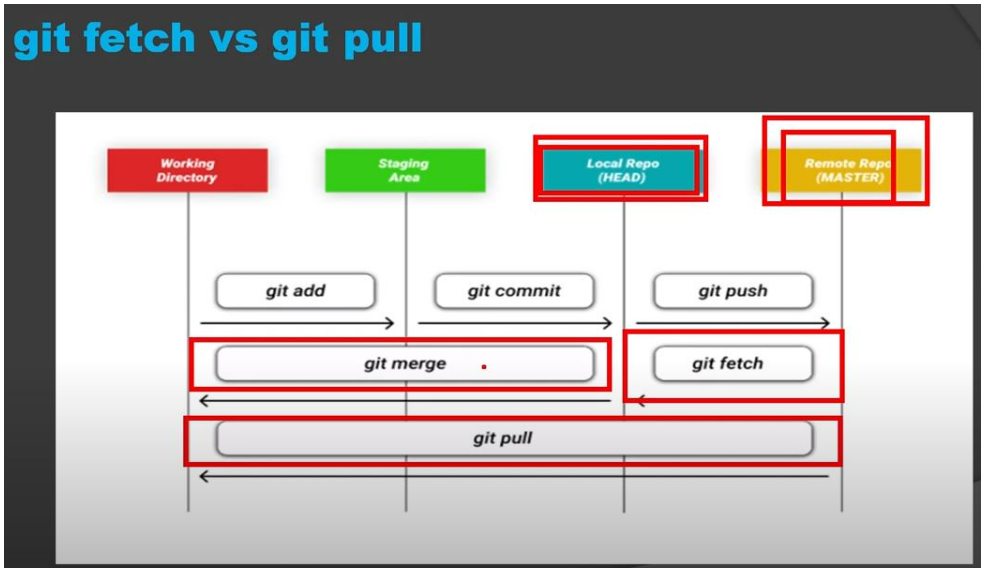 git fetch vs git pull
Working
Directory
Staging
Area
Local Repo
(HEAD)
Remote Repo
(MASTER)
git add
git commit
git push
git merge
git fetch
git pull